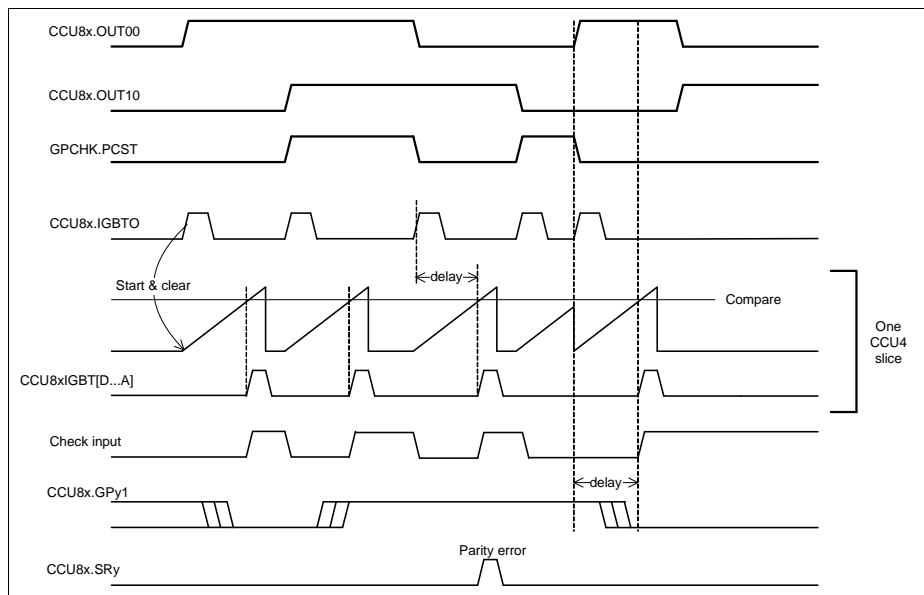 CCU8x.OUT00
CCU8x.OUT10
GPCHK.PCST
CCU8x.IGBTO
delay
Start & clear
Compare
One
CCU4
slice
CCU8xIGBT[D...A]
Check input
delay
CCU8x.GPy1
Parity error
CCU8x.SRy